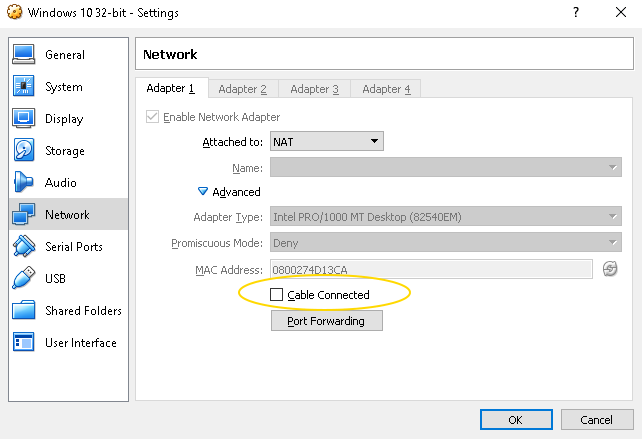 Windows 10 32-bit - Settings
General
System
Display
Storage
Audio
Network
Serial Ports
USB
Shared Folders
User Interface
Network
Adapter 1
Adapter 2
Adapter 3
Adapter 4
Enable Network Adapter
Attached to: NAT
Name:
Advanced
Adapter Type: Intel PRO/1000 MT Desktop (82540EM)
Promiscuous Mode: Deny
MAC Address: 0800274D13CA
Cable Connected
Port Forwarding
OK
Cancel